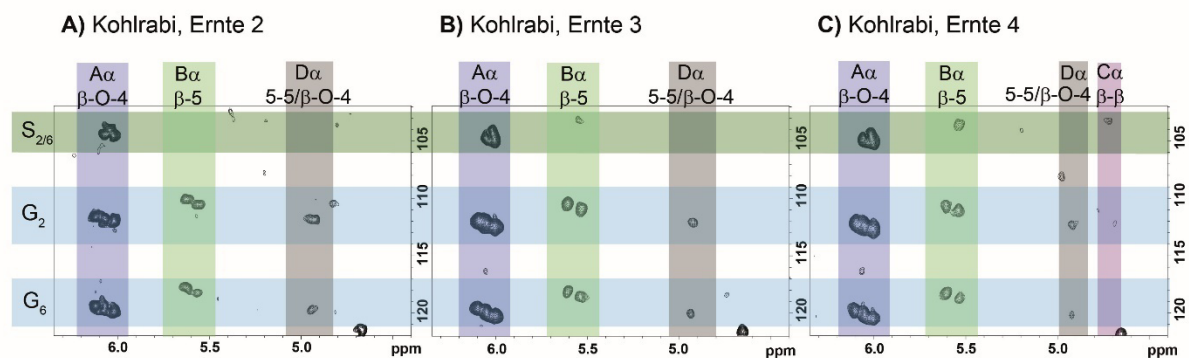 A) Kohlrabi, Ernte 2
B) Kohlrabi, Ernte 3
C) Kohlrabi, Ernte 4
Aα
β-O-4
Bα
β-5
Dα
5-5/β-O-4
Aα
β-O-4
Bα
β-5
Dα
5-5/β-O-4
Aα
β-O-4
Bα
β-5
Dα
5-5/β-O-4
Cα
β-β
S2/6
G2
G6
105
110
115
120
105
110
115
120
105
110
115
120
6.0 5.5 5.0 ppm
6.0 5.5 5.0 ppm
6.0 5.5 5.0 ppm